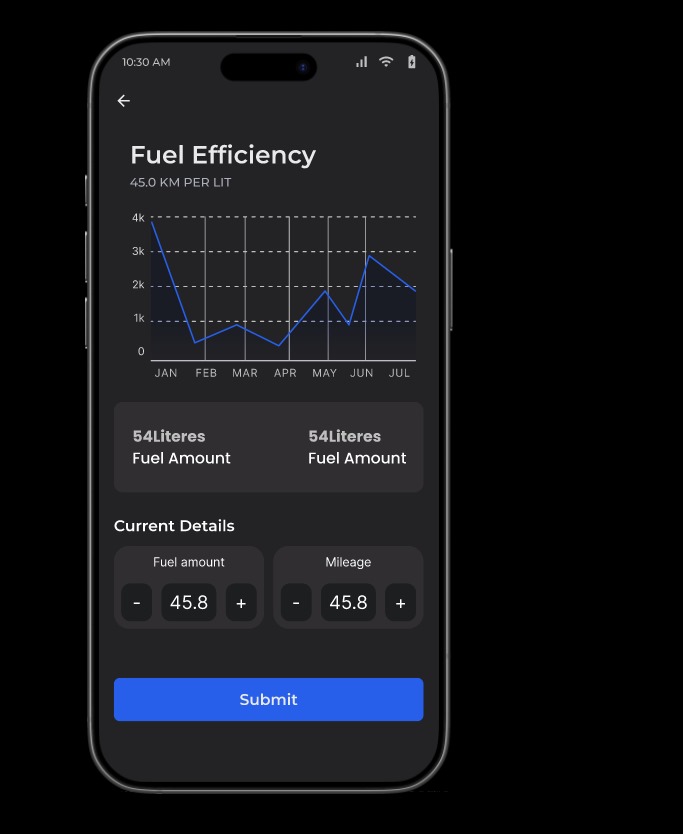 10:30 AM
Fuel Efficiency
45.0 KM PER LIT
4k
3k
2k
1k
0
JAN FEB MAR APR MAY JUN JUL
54Literes 54Literes
Fuel Amount Fuel Amount
Current Details
Fuel amount Mileage
- 45.8 + - 45.8 +
Submit